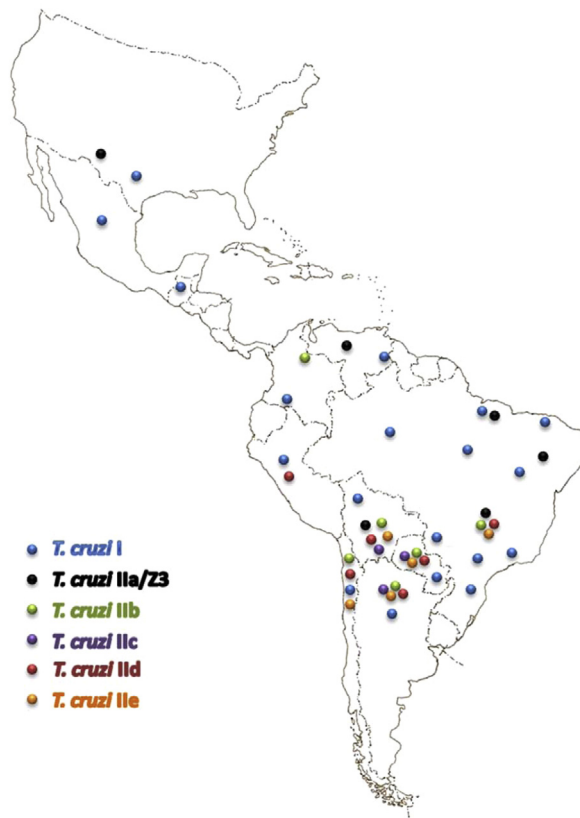 T. cruzi I
T. cruzi IIa/Z3
T. cruzi IIb
T. cruzi IIc
T. cruzi IId
T. cruzi IIe